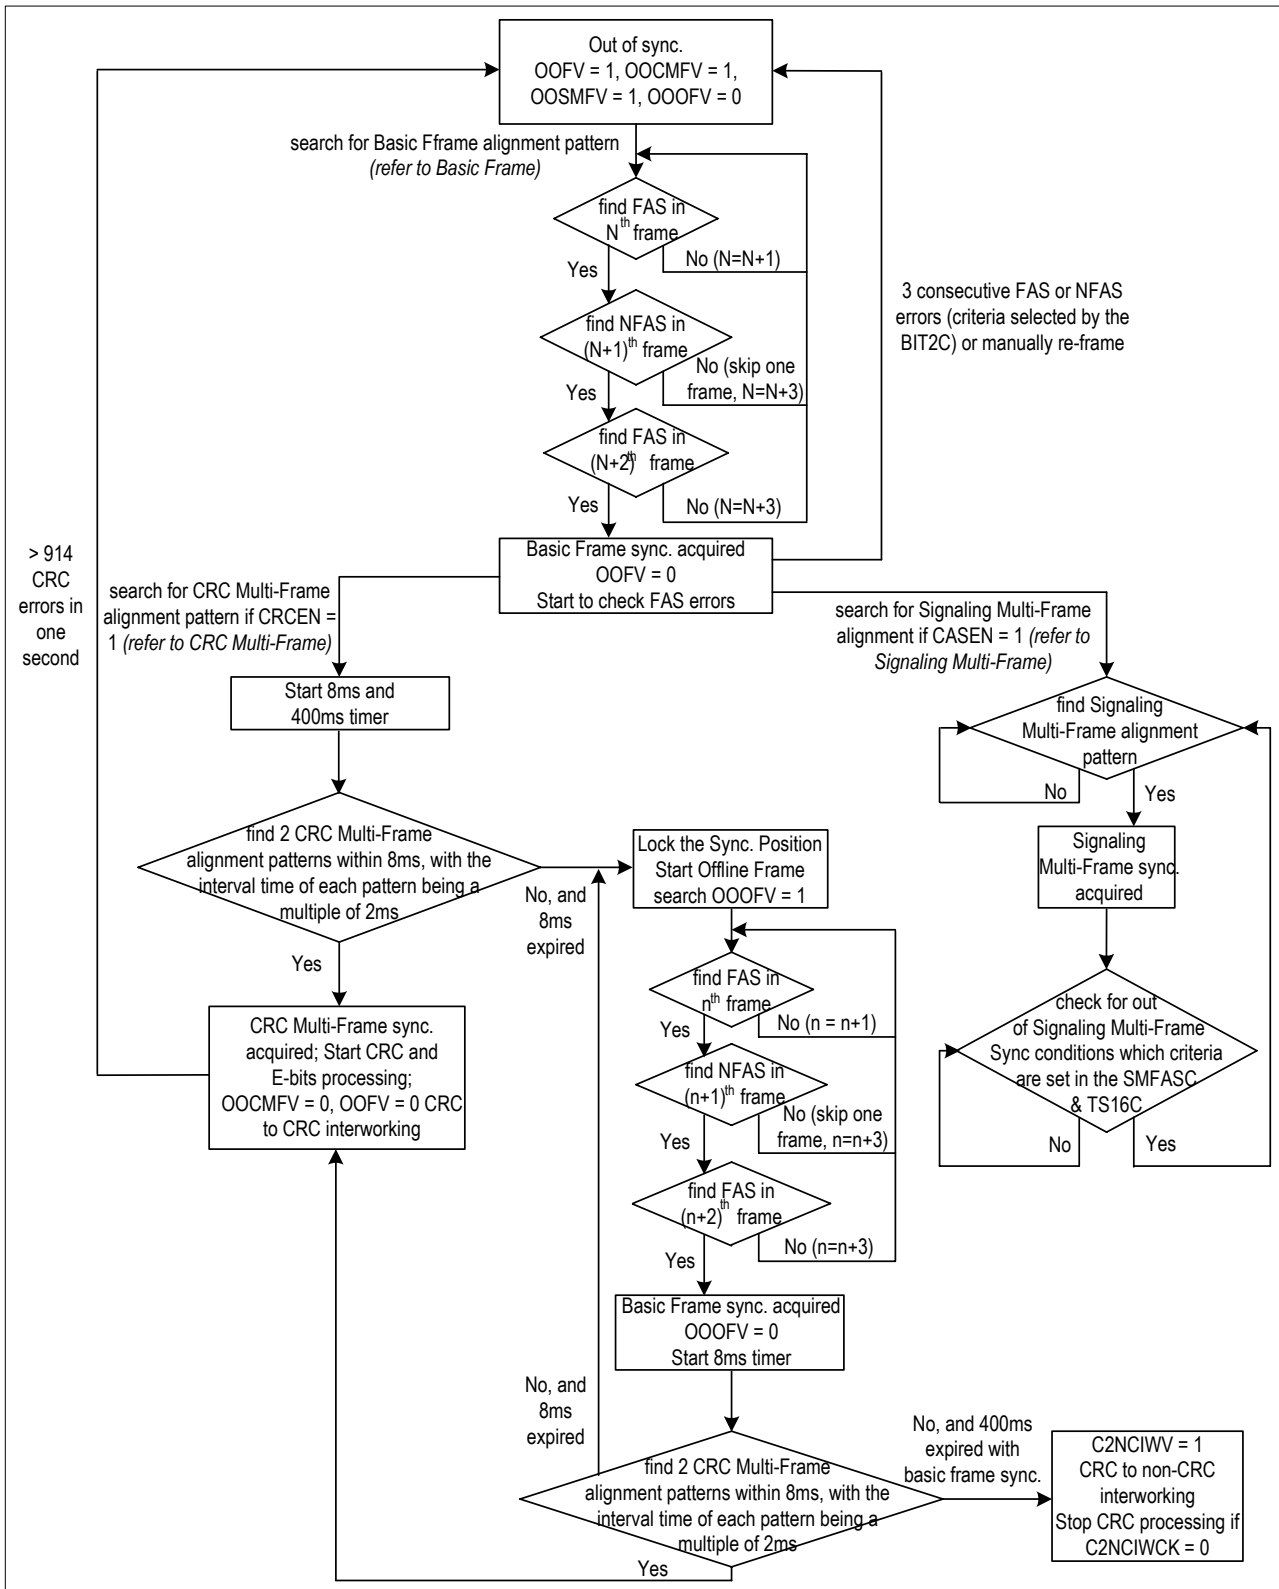 Out of sync.
OOFV = 1, OOCMFV = 1,
OOSMFV = 1, OOOFV = 0
search for Basic Fframe alignment pattern
(refer to Basic Frame)
find FAS in
Nth frame
No (N=N+1)
Yes
find NFAS in
(N+1)th frame
No (skip one
frame, N=N+3)
Yes
find FAS in
(N+2)th frame
No (N=N+3)
Yes
3 consecutive FAS or NFAS
errors (criteria selected by the
BIT2C) or manually re-frame
Basic Frame sync. acquired
OOFV = 0
Start to check FAS errors
> 914
CRC
errors in
one
second
search for CRC Multi-Frame
alignment pattern if CRCEN =
1 (refer to CRC Multi-Frame)
search for Signaling Multi-Frame
alignment if CASEN = 1 (refer to
Signaling Multi-Frame)
Start 8ms and
400ms timer
find Signaling
Multi-Frame alignment
pattern
No
Yes
Signaling
Multi-Frame sync.
acquired
check for out
of Signaling Multi-Frame
Sync conditions which criteria
are set in the SMFASC
& TS16C
No
Yes
find 2 CRC Multi-Frame
alignment patterns within 8ms, with the
interval time of each pattern being a
multiple of 2ms
No, and
8ms
expired
Yes
CRC Multi-Frame sync.
acquired; Start CRC and
E-bits processing;
OOCMFV = 0, OOFV = 0 CRC
to CRC interworking
Lock the Sync. Position
Start Offline Frame
search OOOFV = 1
find FAS in
nth frame
No (n = n+1)
Yes
find NFAS in
(n+1)th frame
No (skip one
frame, n=n+3)
Yes
find FAS in
(n+2)th frame
No (n=n+3)
Yes
Basic Frame sync. acquired
OOOFV = 0
Start 8ms timer
No, and
8ms
expired
find 2 CRC Multi-Frame
alignment patterns within 8ms, with the
interval time of each pattern being a
multiple of 2ms
Yes
No, and 400ms
expired with
basic frame sync.
C2NCIWV = 1
CRC to non-CRC
interworking
Stop CRC processing if
C2NCIWCK = 0